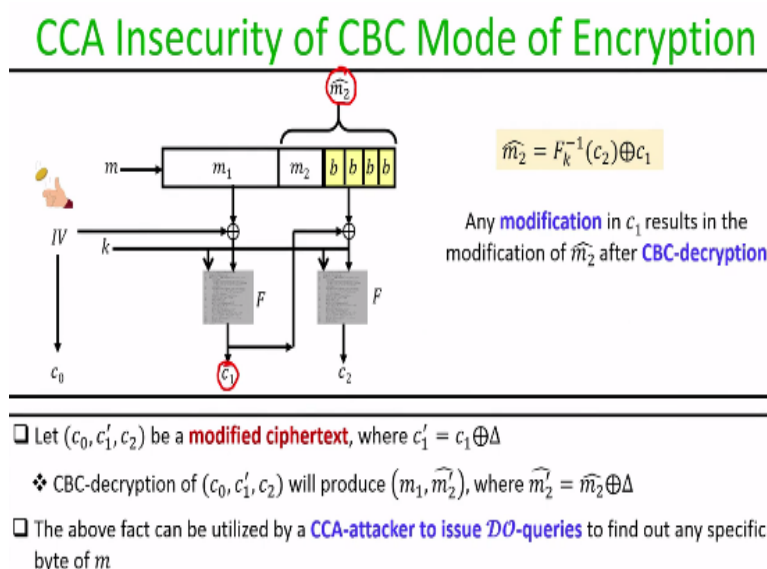 CCA Insecurity of CBC Mode of Encryption
m̂₂
m
m₁
m₂
b
b
b
b
m̂₂ = Fₖ⁻¹(c₂)⊕c₁
Any modification in c₁ results in the
modification of m̂₂ after CBC-decryption
IV
⊕
⊕
k
F
F
c₀
c₁
c₂
❑ Let (c₀, c₁′, c₂) be a modified ciphertext, where c₁′ = c₁⊕Δ
❖ CBC-decryption of (c₀, c₁′, c₂) will produce (m₁, m̂₂′), where m̂₂′ = m̂₂⊕Δ
❑ The above fact can be utilized by a CCA-attacker to issue 𝒟𝒪-queries to find out any specific
byte of m